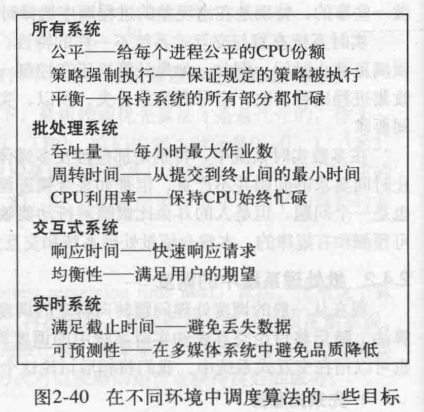 所有系统
公平——给每个进程公平的CPU份额
策略强制执行——保证规定的策略被执行
平衡——保持系统的所有部分都忙碌
批处理系统
吞吐量——每小时最大作业数
周转时间——从提交到终止间的最小时间
CPU利用率——保持CPU始终忙碌
交互式系统
响应时间——快速响应请求
均衡性——满足用户的期望
实时系统
满足截止时间——避免丢失数据
可预测性——在多媒体系统中避免品质降低
图2-40 在不同环境中调度算法的一些目标